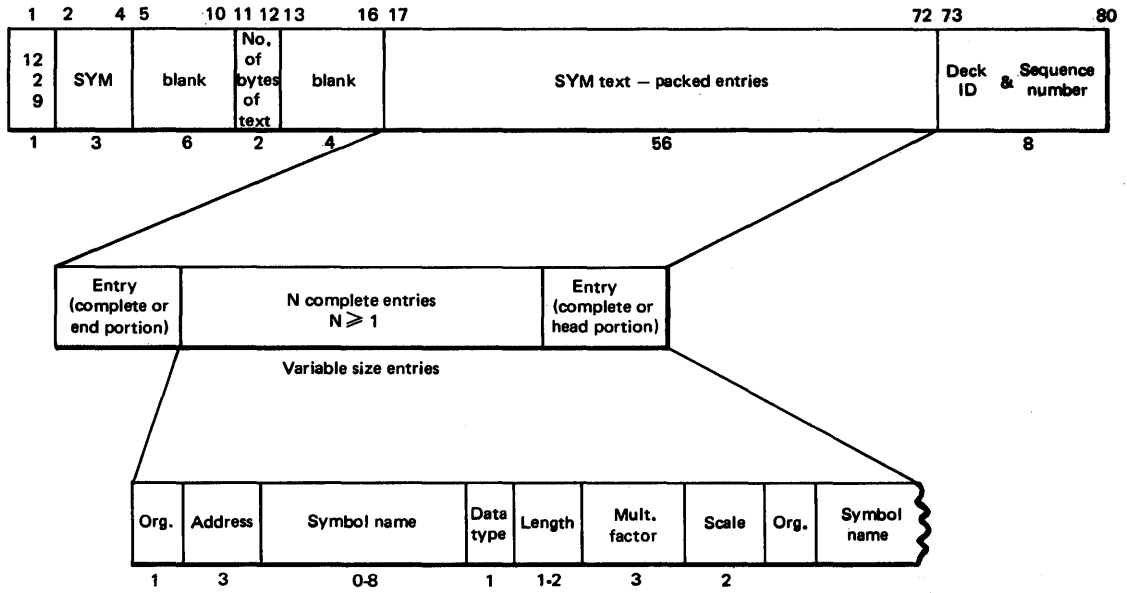 1 2 4 5 10 11 12 13 16 17 72 73 80
12
2
9
SYM
blank
No.
of
bytes
of
text
blank
SYM text — packed entries
Deck
ID
&
Sequence
number
1 3 6 2 4 56 8
Entry
(complete or
end portion)
N complete entries
N ⩾ 1
Entry
(complete or
head portion)
Variable size entries
Org.
Address
Symbol name
Data
type
Length
Mult.
factor
Scale
Org.
Symbol
name
1 3 0-8 1 1-2 3 2